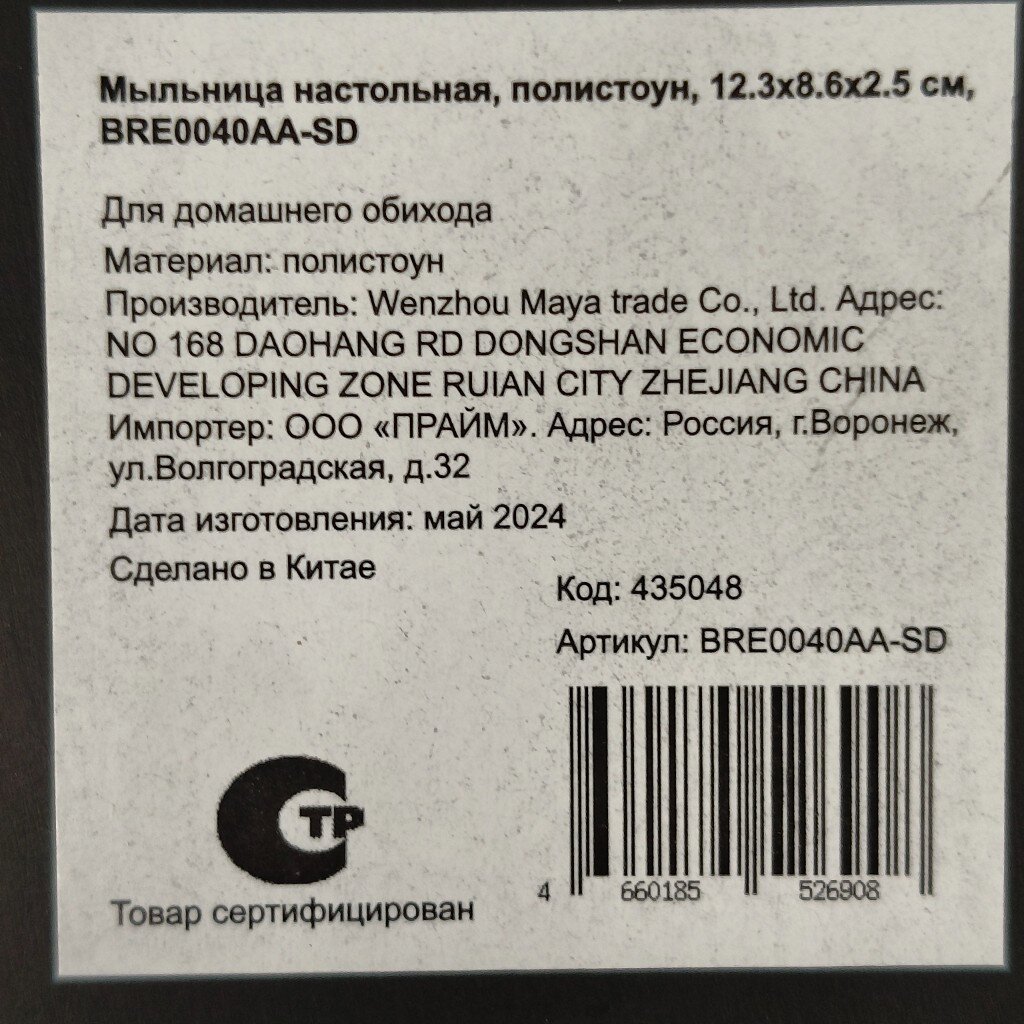 Мыльница настольная, полистоун, 12.3х8.6х2.5 см,
BRE0040AA-SD
Для домашнего обихода
Материал: полистоун
Производитель: Wenzhou Maya trade Co., Ltd. Адрес:
NO 168 DAOHANG RD DONGSHAN ECONOMIC
DEVELOPING ZONE RUIAN CITY ZHEJIANG CHINA
Импортер: ООО «ПРАЙМ». Адрес: Россия, г.Воронеж,
ул.Волгоградская, д.32
Дата изготовления: май 2024
Сделано в Китае
Код: 435048
Артикул: BRE0040AA-SD
СТР
Товар сертифицирован
4 660185 526908